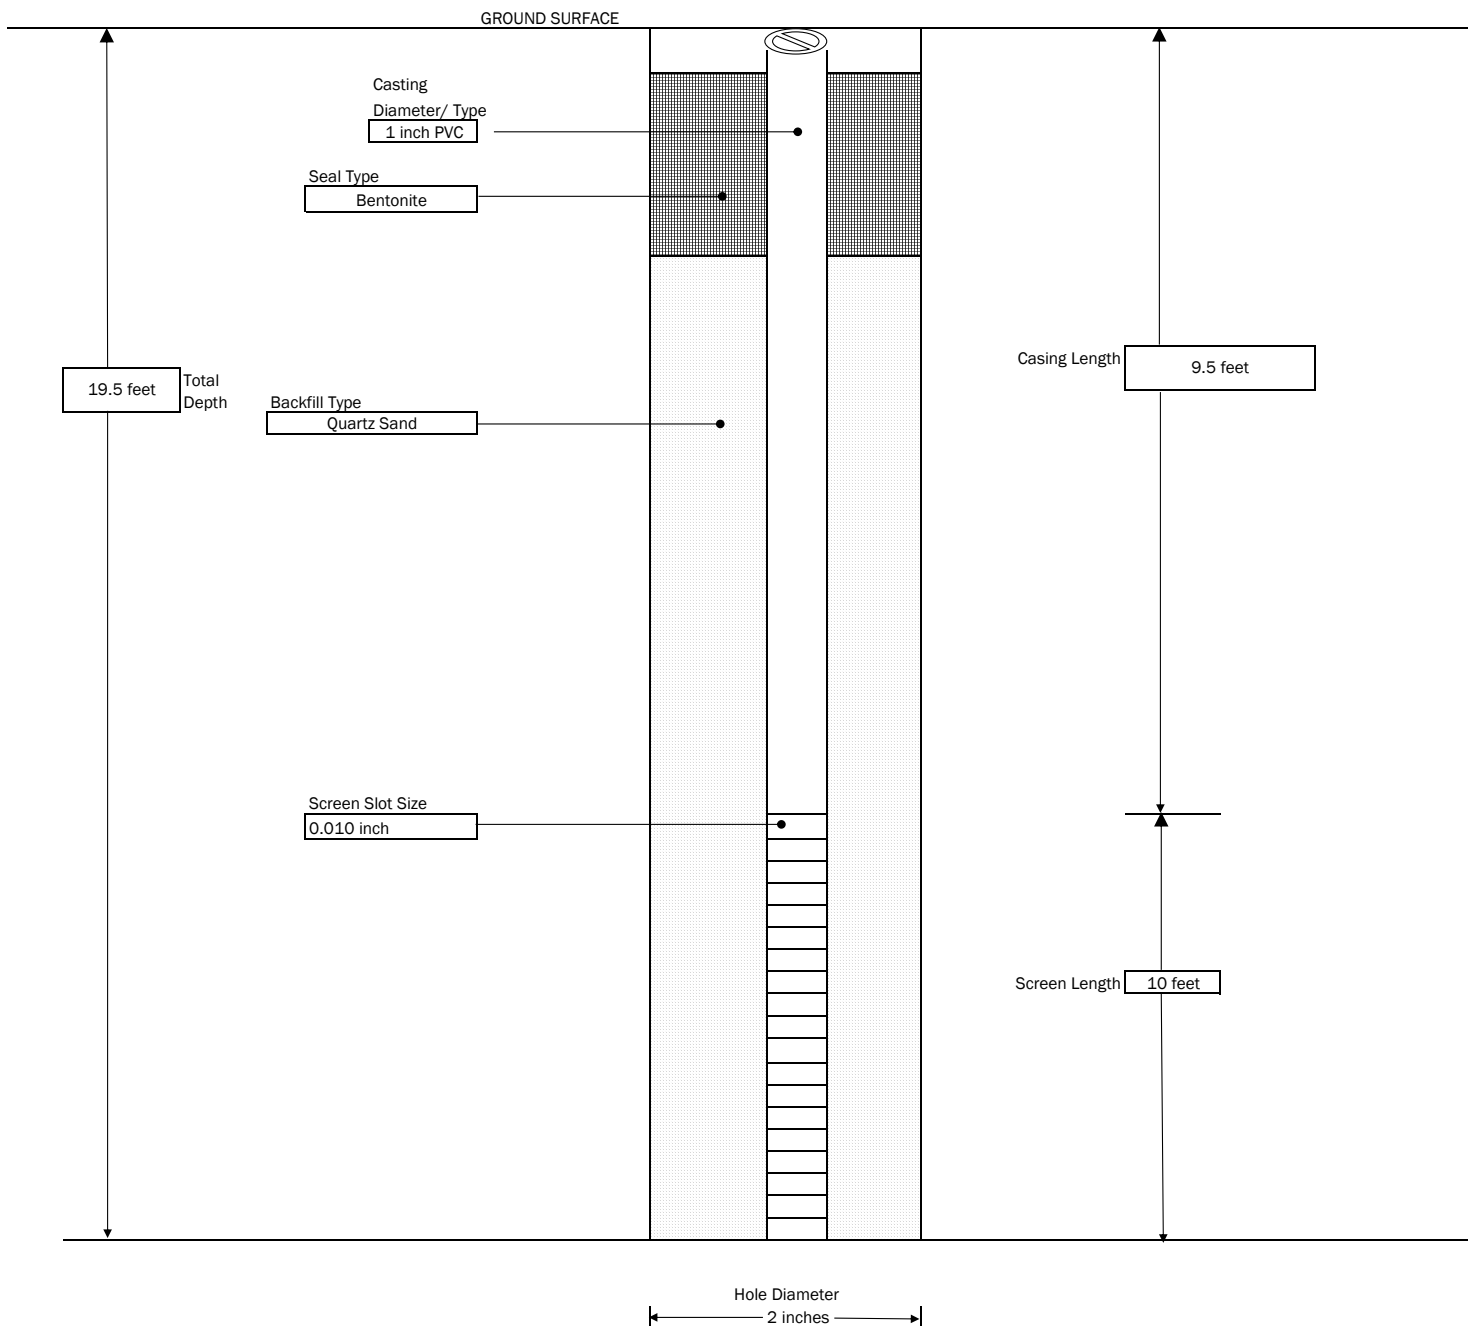 GROUND SURFACE
Casting
Diameter/ Type
1 inch PVC
Seal Type
Bentonite
Casing Length
9.5 feet
19.5 feet
Total
Depth
Backfill Type
Quartz Sand
Screen Slot Size
0.010 inch
Screen Length
10 feet
Hole Diameter
2 inches